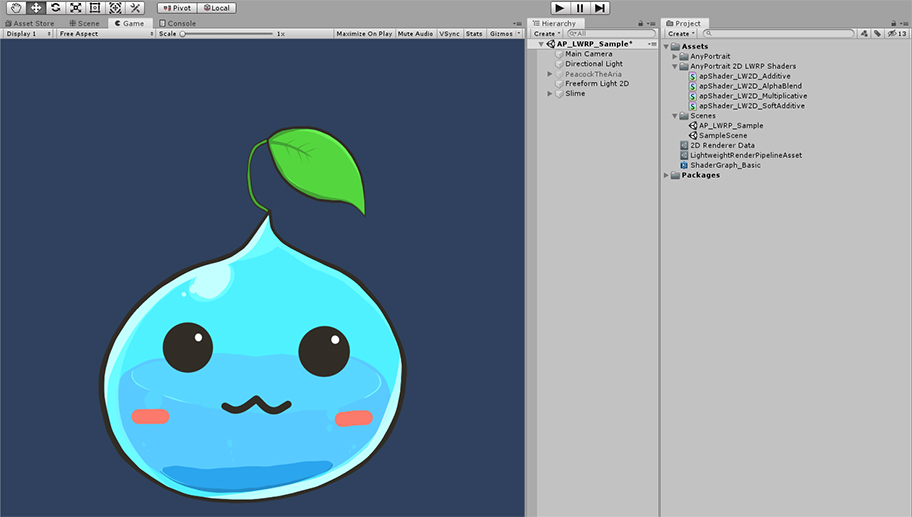 Pivot Local
Asset Store Scene Game Console
Display 1 Free Aspect Scale 1x Maximize On Play Mute Audio VSync Stats Gizmos
Hierarchy
Create All
AP_LWRP_Sample*
Main Camera
Directional Light
PeacockTheAria
Freeform Light 2D
Slime
Project
Create 13
Assets
AnyPortrait
AnyPortrait 2D LWRP Shaders
apShader_LW2D_Additive
apShader_LW2D_AlphaBlend
apShader_LW2D_Multiplicative
apShader_LW2D_SoftAdditive
Scenes
AP_LWRP_Sample
SampleScene
2D Renderer Data
LightweightRenderPipelineAsset
ShaderGraph_Basic
Packages